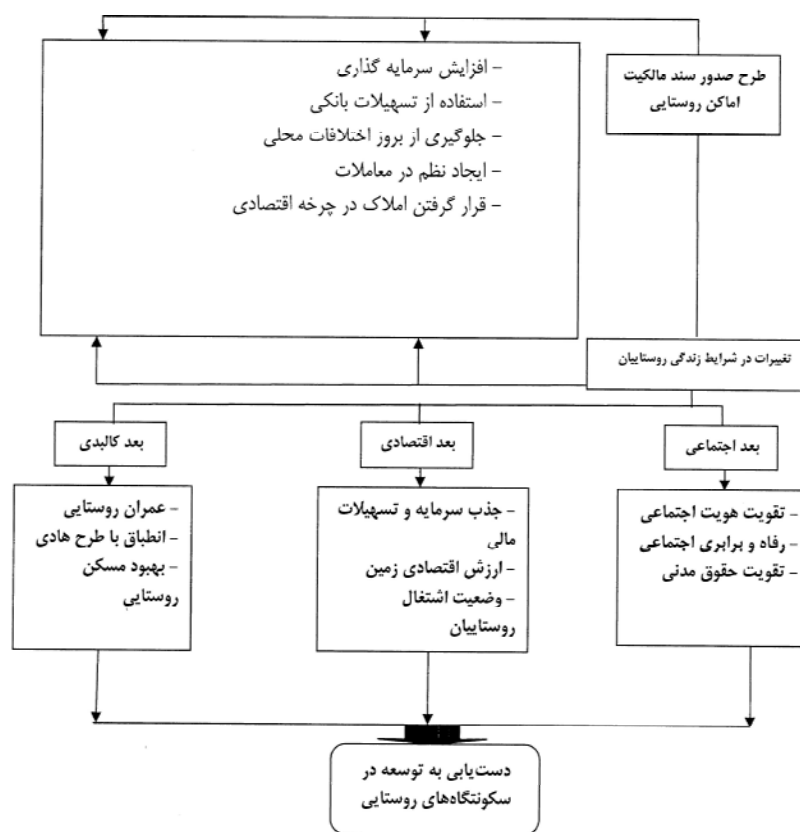 طرح صدور سند مالکیت
اماکن روستایی
– افزایش سرمایه گذاری
– استفاده از تسهیلات بانکی
– جلوگیری از بروز اختلافات محلی
– ایجاد نظم در معاملات
– قرار گرفتن املاک در چرخه اقتصادی
تغییرات در شرایط زندگی روستاییان
بعد اجتماعی
بعد اقتصادی
بعد کالبدی
– تقویت هویت اجتماعی
– رفاه و برابری اجتماعی
– تقویت حقوق مدنی
– جذب سرمایه و تسهیلات
مالی
– ارزش اقتصادی زمین
– وضعیت اشتغال
روستاییان
– عمران روستایی
– انطباق با طرح هادی
– بهبود مسکن
روستایی
دست‌یابی به توسعه در
سکونتگاه‌های روستایی